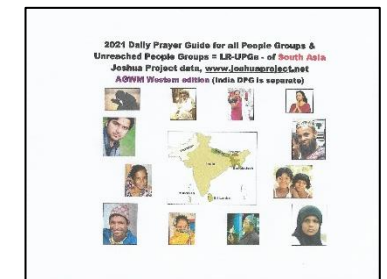 2021 Daily Prayer Guide for all People Groups &
Unreached People Groups = LR-UPGs - of South Asia
Joshua Project data, www.joshuaproject.net
AGWM Western edition (India DPG is separate)
India